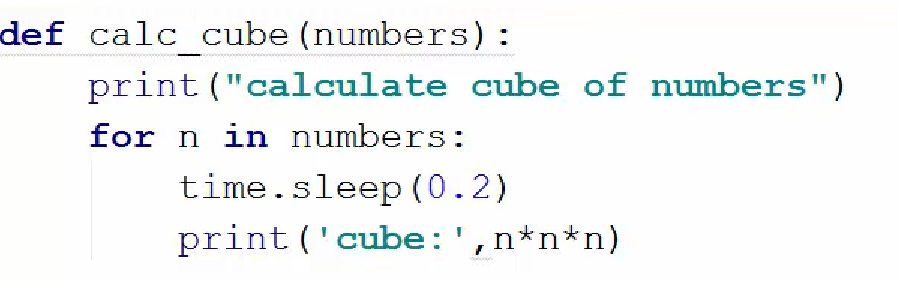 def calc_cube(numbers):
    print("calculate cube of numbers")
    for n in numbers:
        time.sleep(0.2)
        print('cube:',n*n*n)